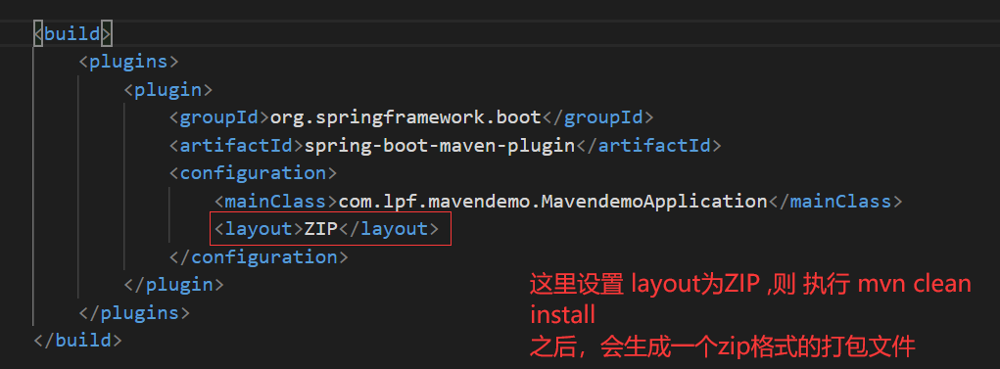 <build>
<plugins>
<plugin>
<groupId>org.springframework.boot</groupId>
<artifactId>spring-boot-maven-plugin</artifactId>
<configuration>
<mainClass>com.lpf.mavendemo.MavendemoApplication</mainClass>
<layout>ZIP</layout>
</configuration>
</plugin>
</plugins>
</build>
这里设置 layout为ZIP ,则 执行 mvn clean
install
之后，会生成一个zip格式的打包文件